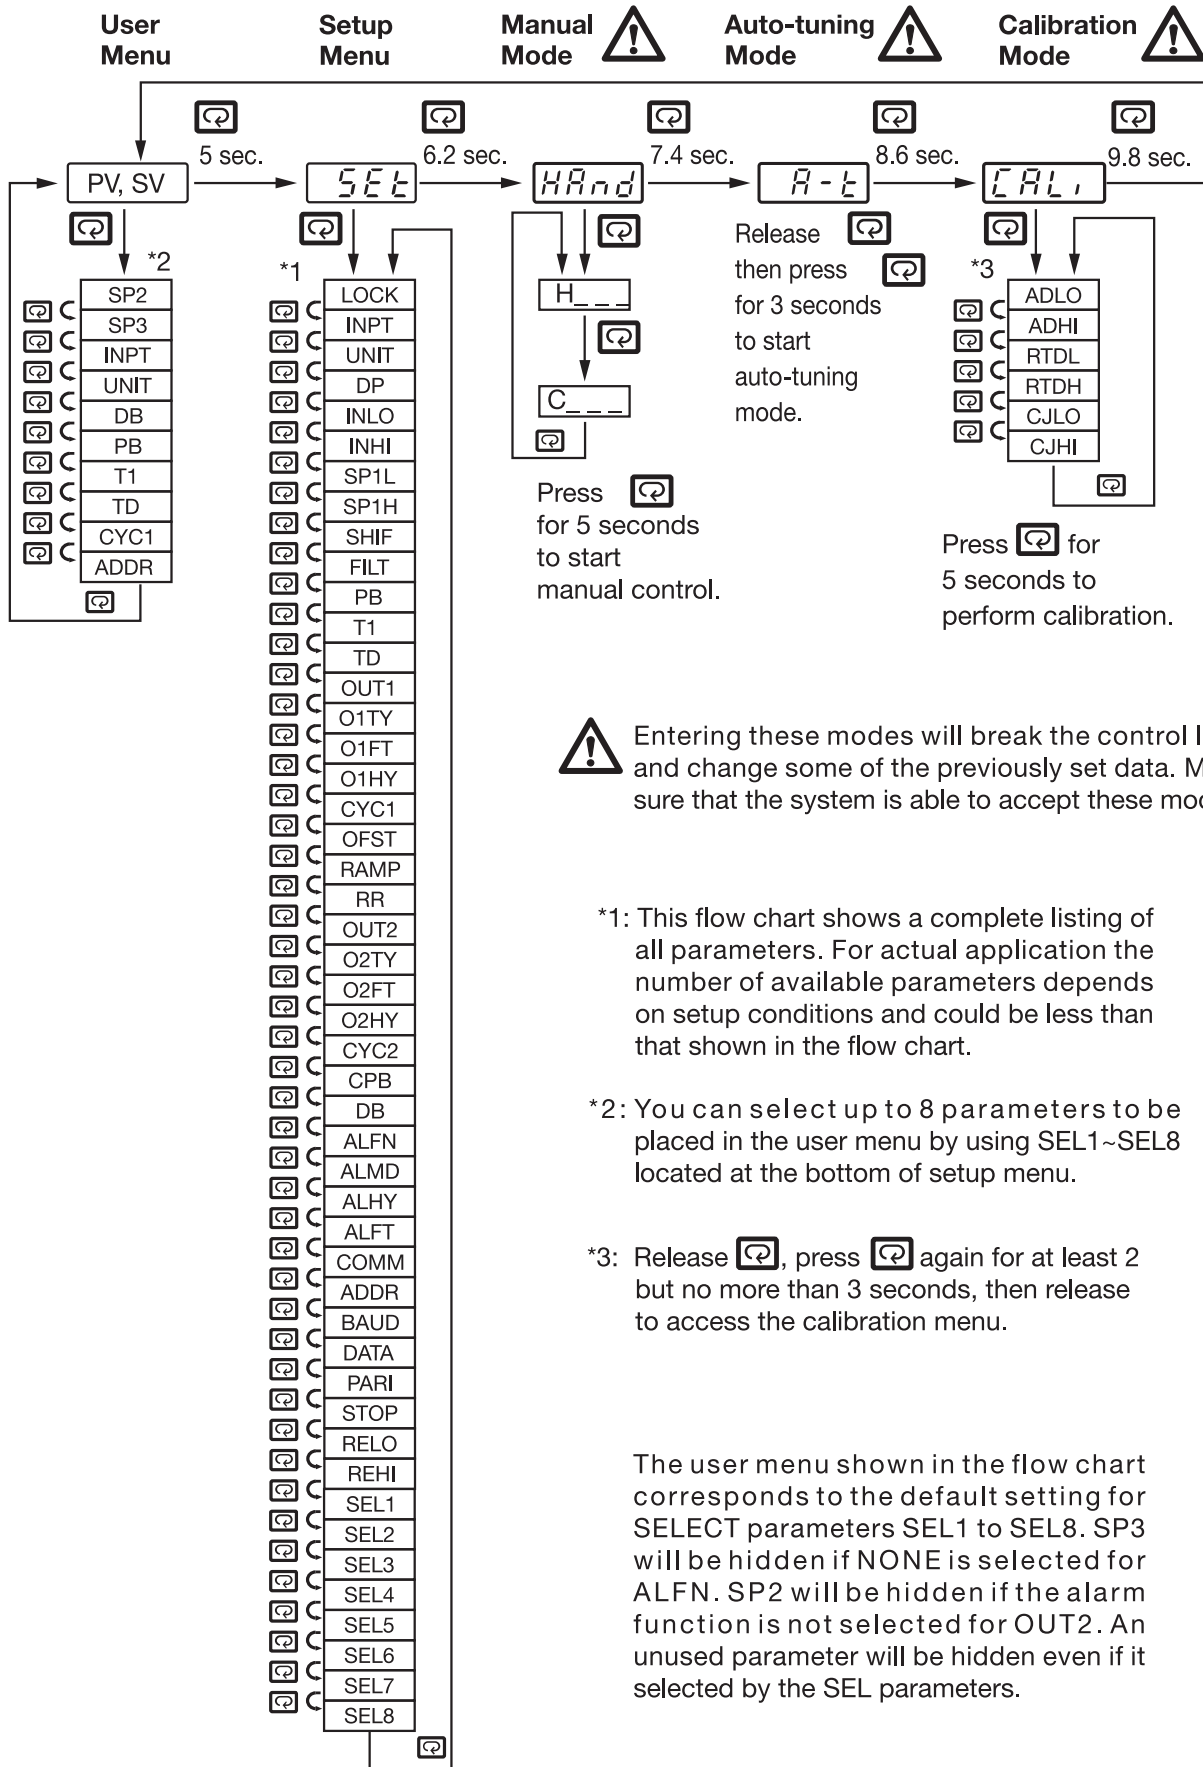 User
Menu
Setup
Menu
Manual
Mode
Auto-tuning
Mode
Calibration
Mode
5 sec.
6.2 sec.
7.4 sec.
8.6 sec.
9.8 sec.
PV, SV
SEt
HAnd
A-t
CALi
*2
SP2
SP3
INPT
UNIT
DB
PB
T1
TD
CYC1
ADDR
*1
LOCK
INPT
UNIT
DP
INLO
INHI
SP1L
SP1H
SHIF
FILT
PB
T1
TD
OUT1
O1TY
O1FT
O1HY
CYC1
OFST
RAMP
RR
OUT2
O2TY
O2FT
O2HY
CYC2
CPB
DB
ALFN
ALMD
ALHY
ALFT
COMM
ADDR
BAUD
DATA
PARI
STOP
RELO
REHI
SEL1
SEL2
SEL3
SEL4
SEL5
SEL6
SEL7
SEL8
H_ _ _
C_ _ _
Press
for 5 seconds
to start
manual control.
Release
then press
for 3 seconds
to start
auto-tuning
mode.
*3
ADLO
ADHI
RTDL
RTDH
CJLO
CJHI
Press for
5 seconds to
perform calibration.
Entering these modes will break the control
and change some of the previously set data.
sure that the system is able to accept these
*1: This flow chart shows a complete listing of
all parameters. For actual application the
number of available parameters depends
on setup conditions and could be less than
that shown in the flow chart.
*2: You can select up to 8 parameters to be
placed in the user menu by using SEL1~SEL8
located at the bottom of setup menu.
*3: Release , press again for at least 2
but no more than 3 seconds, then release
to access the calibration menu.
The user menu shown in the flow chart
corresponds to the default setting for
SELECT parameters SEL1 to SEL8. SP3
will be hidden if NONE is selected for
ALFN. SP2 will be hidden if the alarm
function is not selected for OUT2. An
unused parameter will be hidden even if it
selected by the SEL parameters.